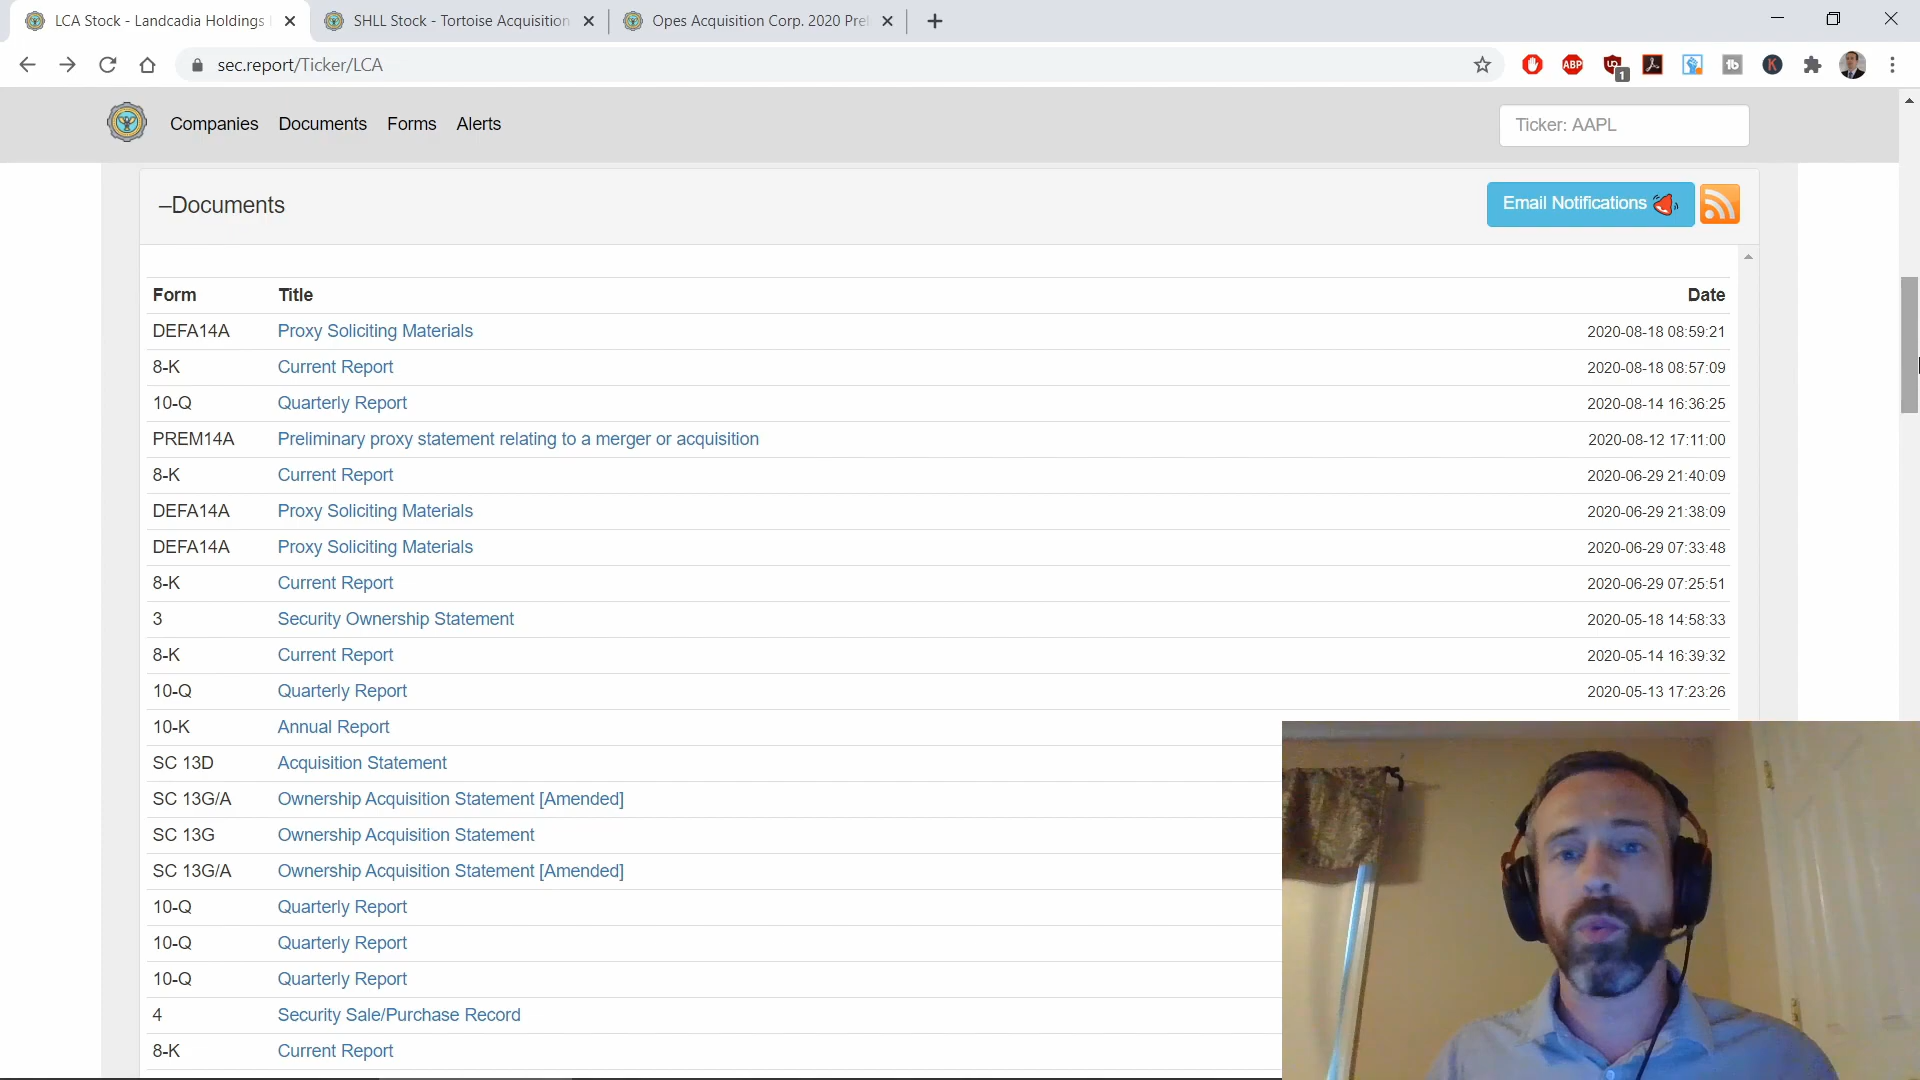 LCA Stock - Landcadia Holdings
SHLL Stock - Tortoise Acquisition
Opes Acquisition Corp. 2020 Prel
sec.report/Ticker/LCA
ABP
1
tb
K
Companies Documents Forms Alerts
Ticker: AAPL
–Documents
Email Notifications
Form Title Date
DEFA14A Proxy Soliciting Materials 2020-08-18 08:59:21
8-K Current Report 2020-08-18 08:57:09
10-Q Quarterly Report 2020-08-14 16:36:25
PREM14A Preliminary proxy statement relating to a merger or acquisition 2020-08-12 17:11:00
8-K Current Report 2020-06-29 21:40:09
DEFA14A Proxy Soliciting Materials 2020-06-29 21:38:09
DEFA14A Proxy Soliciting Materials 2020-06-29 07:33:48
8-K Current Report 2020-06-29 07:25:51
3 Security Ownership Statement 2020-05-18 14:58:33
8-K Current Report 2020-05-14 16:39:32
10-Q Quarterly Report 2020-05-13 17:23:26
10-K Annual Report
SC 13D Acquisition Statement
SC 13G/A Ownership Acquisition Statement [Amended]
SC 13G Ownership Acquisition Statement
SC 13G/A Ownership Acquisition Statement [Amended]
10-Q Quarterly Report
10-Q Quarterly Report
10-Q Quarterly Report
4 Security Sale/Purchase Record
8-K Current Report